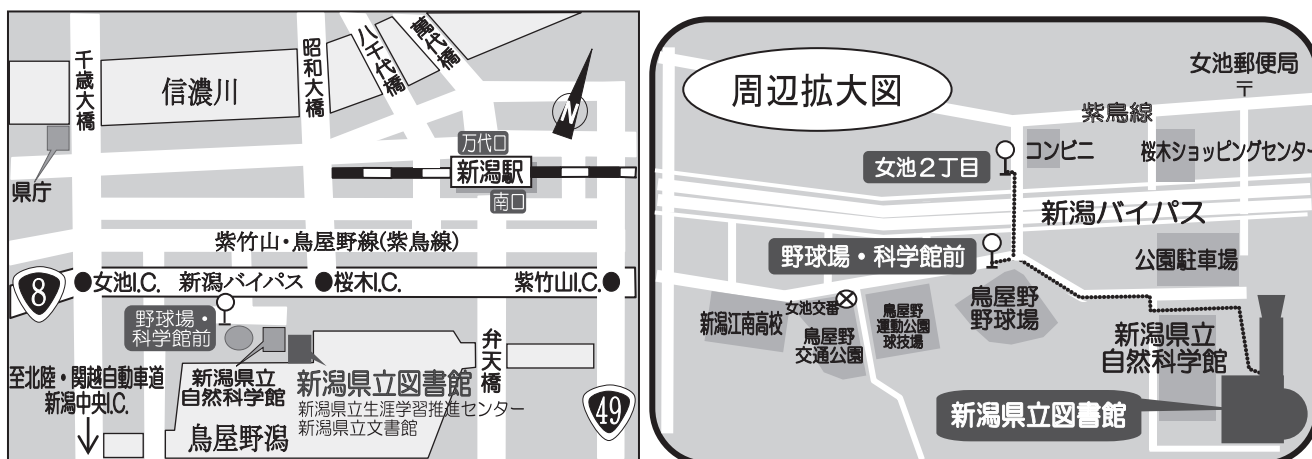 千歳大橋
信濃川
昭和大橋
八千代橋
萬代橋
N
県庁
万代口
新潟駅
南口
紫竹山・鳥屋野線(紫鳥線)
8
女池I.C.
新潟バイパス
桜木I.C.
紫竹山I.C.
野球場・
科学館前
弁天橋
至北陸・関越自動車道
新潟中央I.C.
新潟県立
自然科学館
新潟県立図書館
新潟県立生涯学習推進センター
新潟県立文書館
鳥屋野潟
49
周辺拡大図
女池郵便局
〒
紫鳥線
コンビニ
桜木ショッピングセンター
女池2丁目
新潟バイパス
野球場・科学館前
公園駐車場
新潟江南高校
女池交番
鳥屋野
交通公園
鳥屋野
運動公園
球技場
鳥屋野
野球場
新潟県立
自然科学館
新潟県立図書館